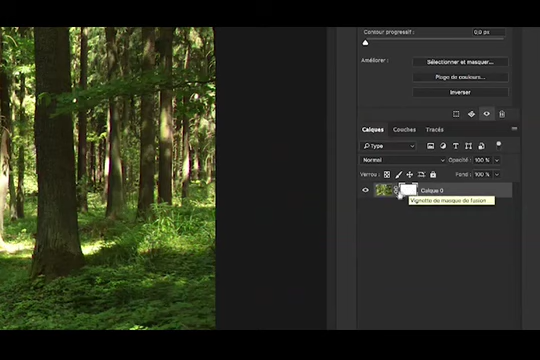 Contour progressif : 0,0 px
Améliorer : Sélectionner et masquer...
Plage de couleurs...
Inverser
Calques Couches Tracés
Type
Normal Opacité : 100 %
Verrou : Fond : 100 %
Calque 0
Vignette de masque de fusion